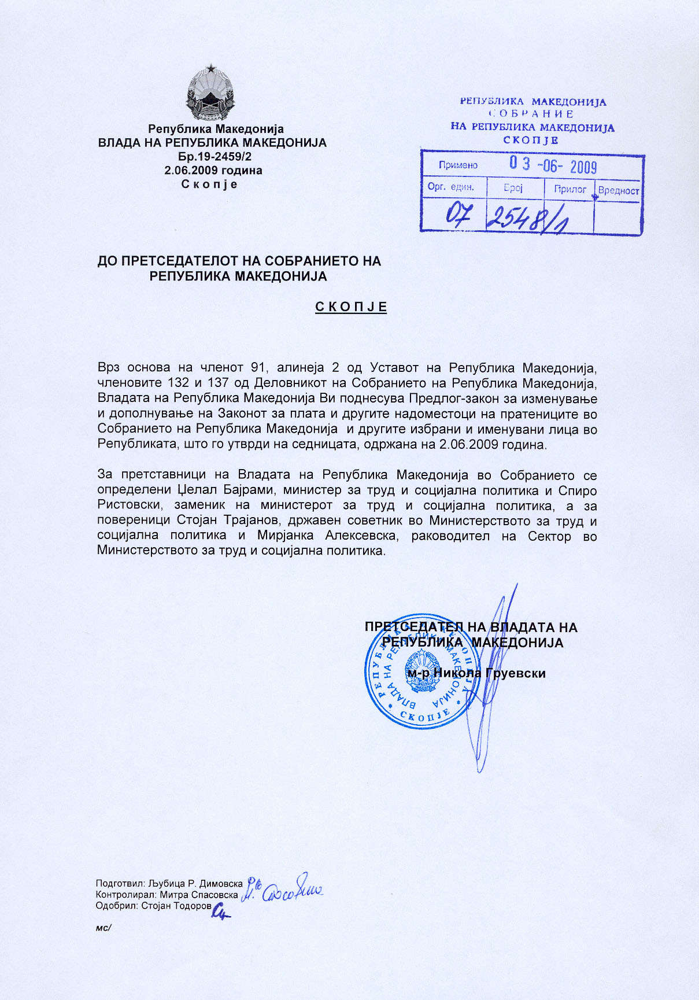 Република Македонија
ВЛАДА НА РЕПУБЛИКА МАКЕДОНИЈА
Бр.19-2459/2
2.06.2009 година
С к о п ј е
РЕПУБЛИКА МАКЕДОНИЈА
СОБРАНИЕ
НА РЕПУБЛИКА МАКЕДОНИЈА
СКОПЈЕ
Примено 03-06-2009
Орг. един. Број Прилог Вредност
07 2548/1
ДО ПРЕТСЕДАТЕЛОТ НА СОБРАНИЕТО НА
РЕПУБЛИКА МАКЕДОНИЈА
С К О П Ј Е
Врз основа на членот 91, алинеја 2 од Уставот на Република Македонија,
членовите 132 и 137 од Деловникот на Собранието на Република Македонија,
Владата на Република Македонија Ви поднесува Предлог-закон за изменување
и дополнување на Законот за плата и другите надоместоци на пратениците во
Собранието на Република Македонија и другите избрани и именувани лица во
Републиката, што го утврди на седницата, одржана на 2.06.2009 година.
За претставници на Владата на Република Македонија во Собранието се
определени Џелал Бајрами, министер за труд и социјална политика и Спиро
Ристовски, заменик на министерот за труд и социјална политика, а за
повереници Стојан Трајанов, државен советник во Министерството за труд и
социјална политика и Мирјанка Алексевска, раководител на Сектор во
Министерството за труд и социјална политика.
ПРЕТСЕДАТЕЛ НА ВЛАДАТА НА
РЕПУБЛИКА МАКЕДОНИЈА
м-р Никола Груевски
РЕПУБЛИКА МАКЕДОНИЈА
ВЛАДА НА РЕПУБЛИКА МАКЕДОНИЈА
* СКОПЈЕ *
Подготвил: Љубица Р. Димовска
Контролирал: Митра Спасовска
Одобрил: Стојан Тодоров
мс/